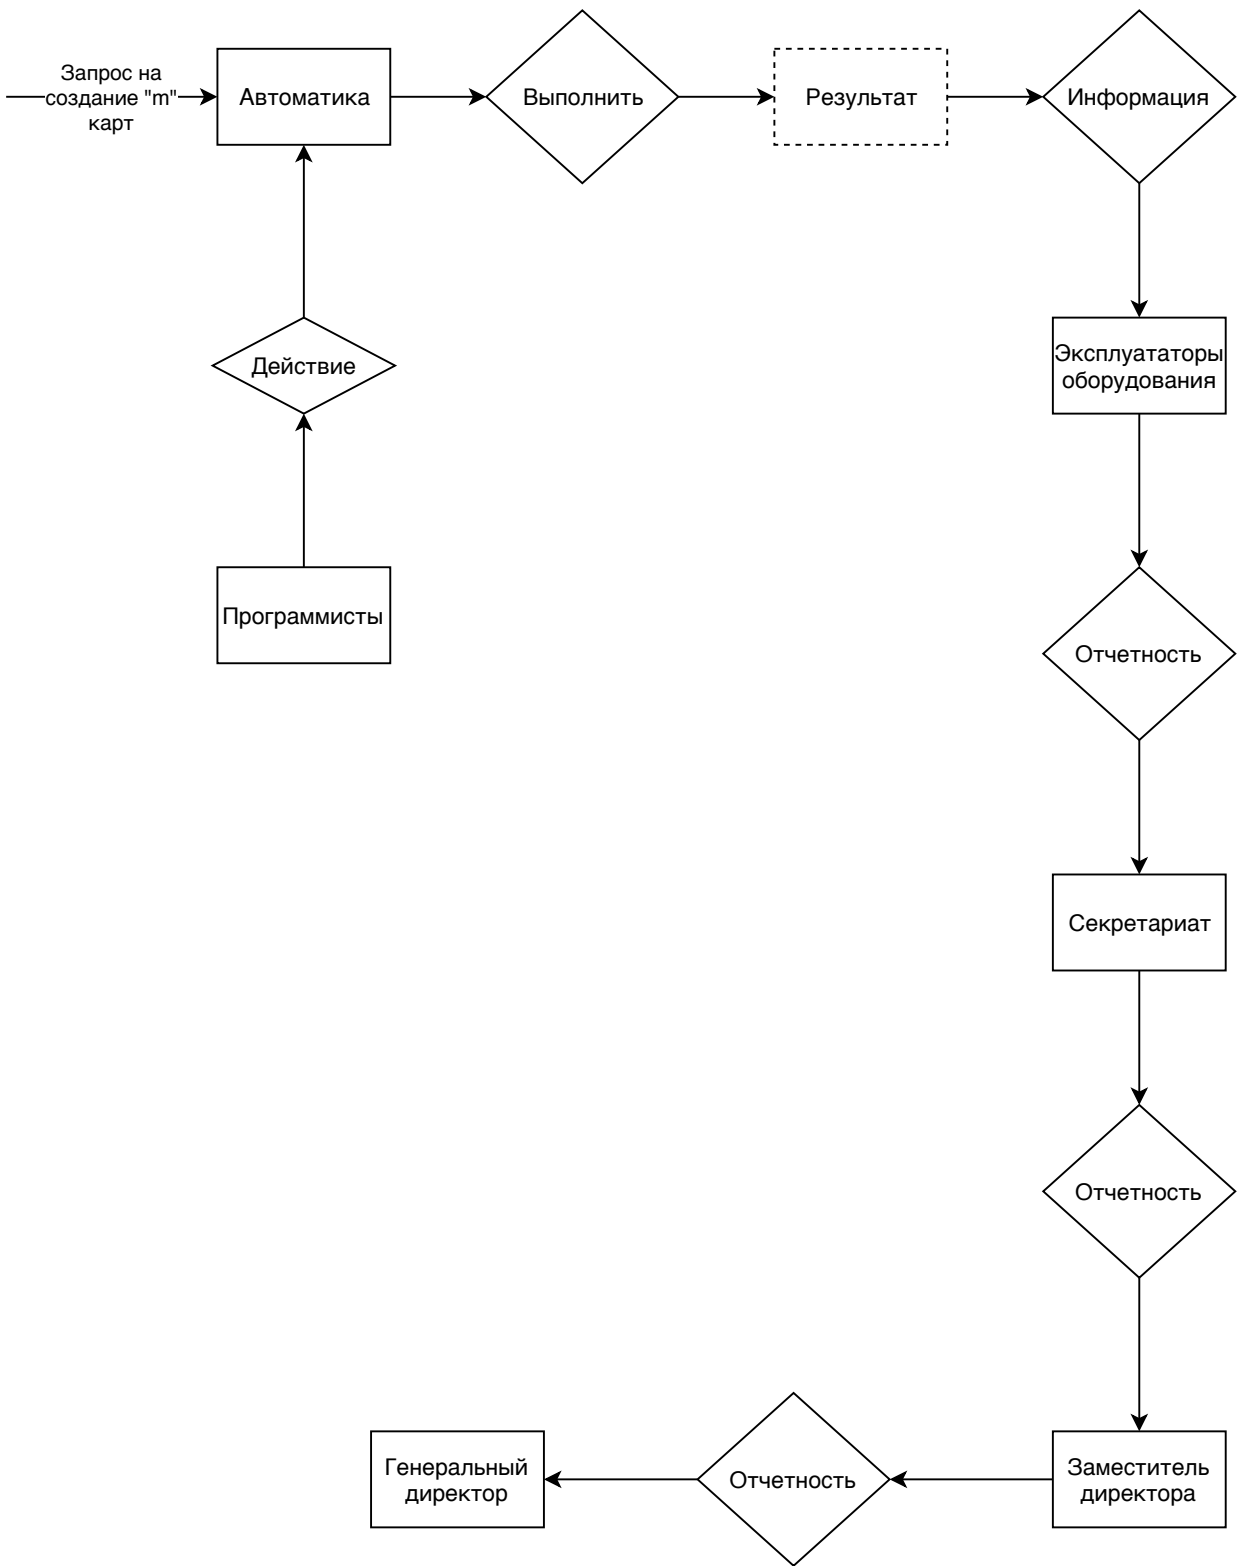 Запрос на
создание "m"
карт
Автоматика
Выполнить
Результат
Информация
Действие
Эксплуататоры
оборудования
Программисты
Отчетность
Секретариат
Отчетность
Генеральный
директор
Отчетность
Заместитель
директора